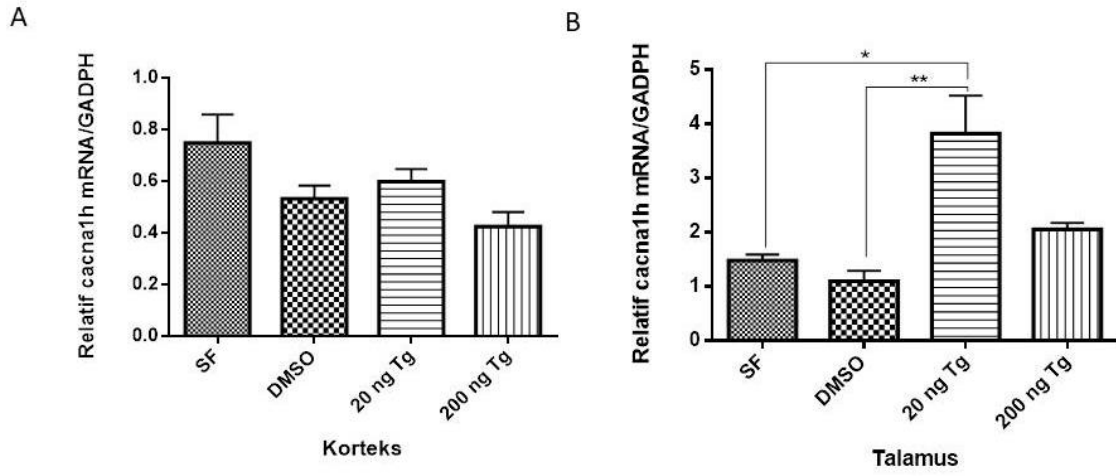 A
Relatif cacna1h mRNA/GADPH
1.0
0.8
0.6
0.4
0.2
0.0
SF
DMSO
20 ng Tg
200 ng Tg
Korteks
B
Relatif cacna1h mRNA/GADPH
5
4
3
2
1
0
*
**
SF
DMSO
20 ng Tg
200 ng Tg
Talamus